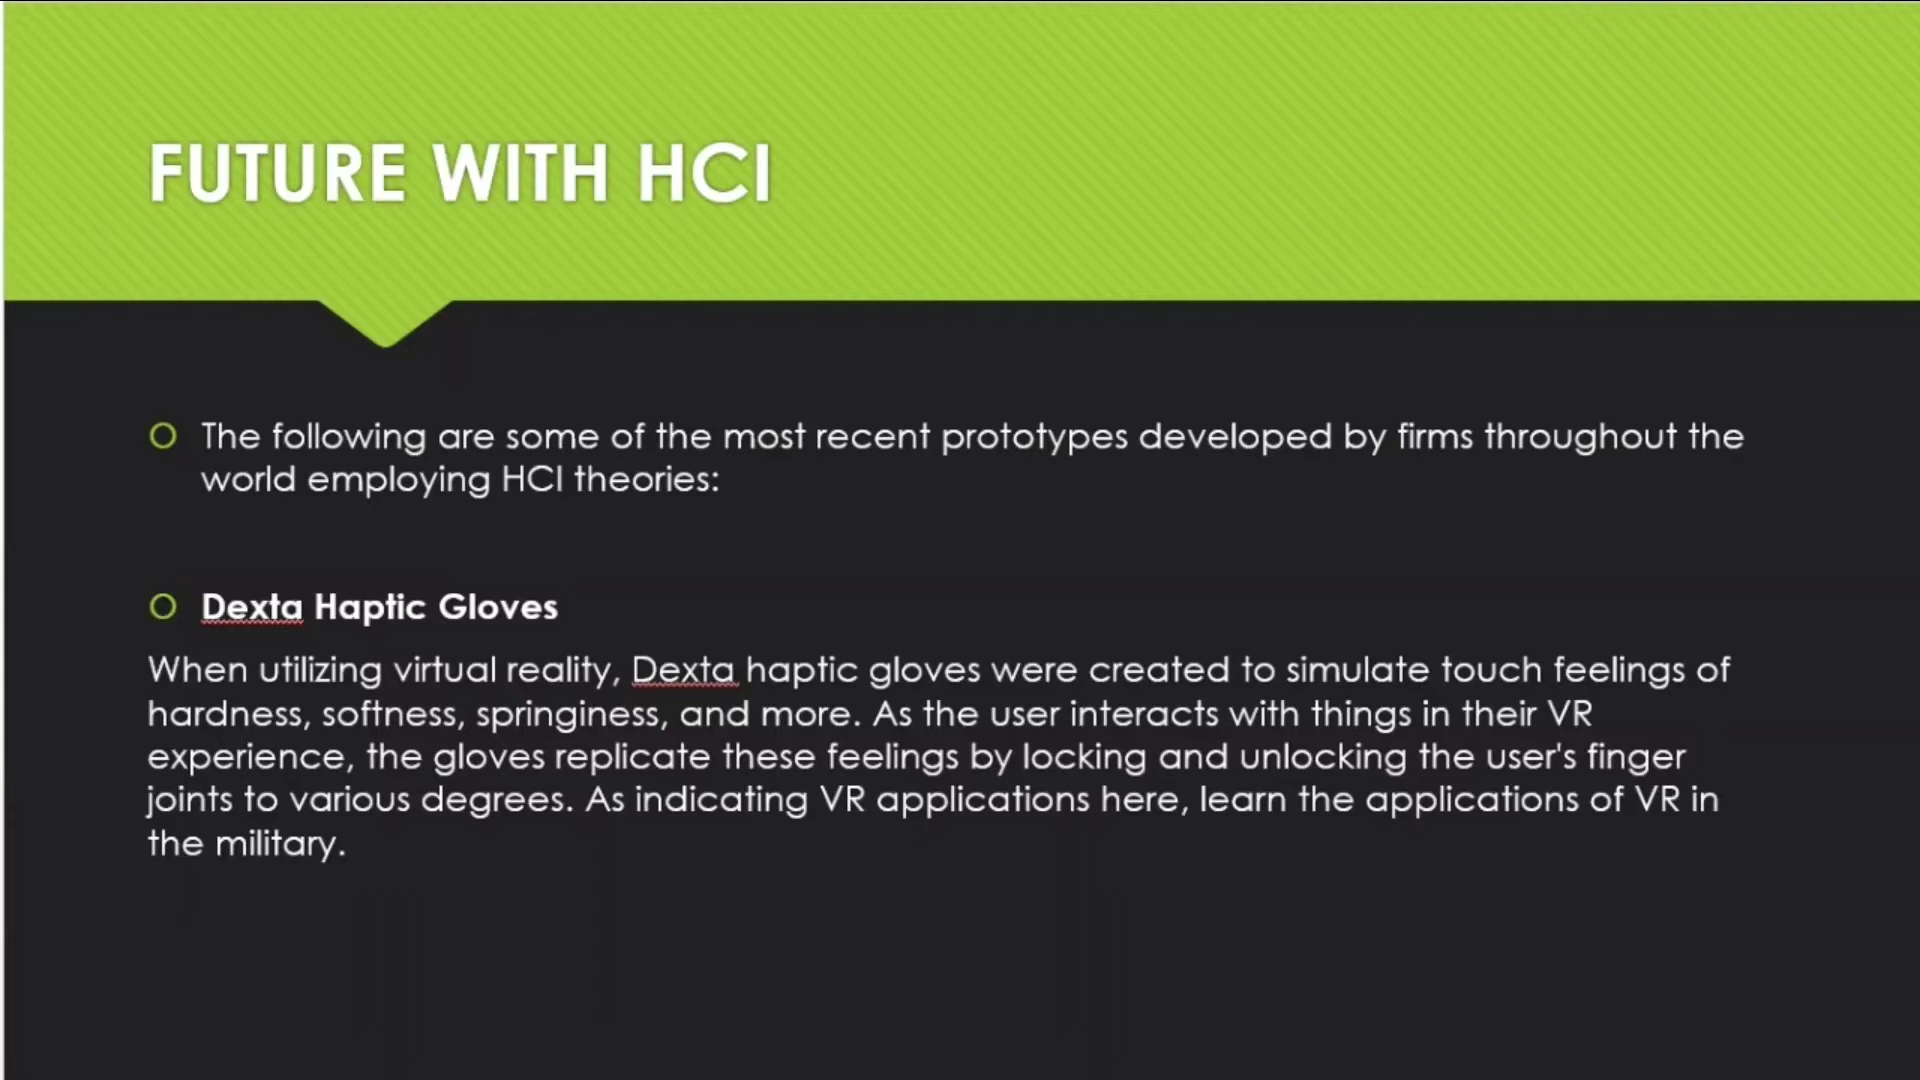 FUTURE WITH HCI
The following are some of the most recent prototypes developed by firms throughout the
world employing HCI theories:
Dexta Haptic Gloves
When utilizing virtual reality, Dexta haptic gloves were created to simulate touch feelings of
hardness, softness, springiness, and more. As the user interacts with things in their VR
experience, the gloves replicate these feelings by locking and unlocking the user's finger
joints to various degrees. As indicating VR applications here, learn the applications of VR in
the military.